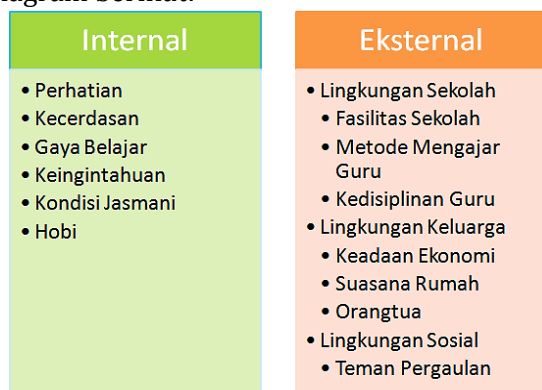 Internal
• Perhatian
• Kecerdasan
• Gaya Belajar
• Keingintahuan
• Kondisi Jasmani
• Hobi
Eksternal
• Lingkungan Sekolah
• Fasilitas Sekolah
• Metode Mengajar
Guru
• Kedisiplinan Guru
• Lingkungan Keluarga
• Keadaan Ekonomi
• Suasana Rumah
• Orangtua
• Lingkungan Sosial
• Teman Pergaulan